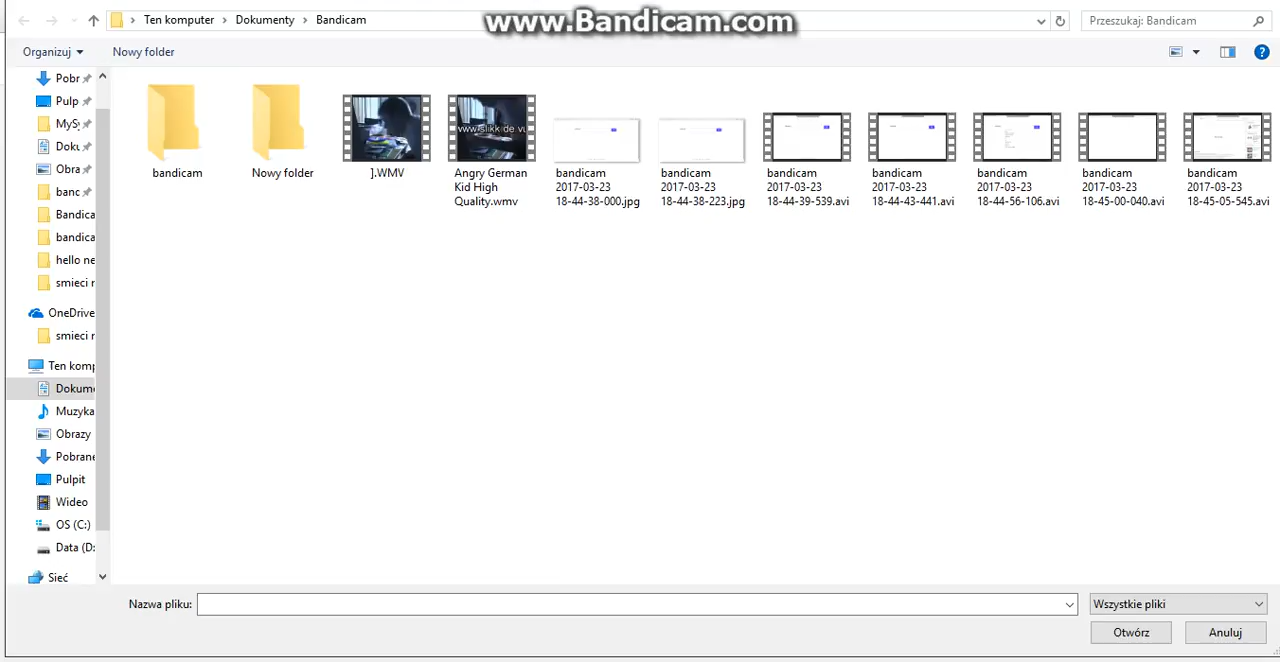 www.Bandicam.com
Ten komputer > Dokumenty > Bandicam
Przeszukaj: Bandicam
Organizuj
Nowy folder
Pobr
Pulp
MySy
Doku
Obra
banc
Bandica
bandica
hello ne
smieci r
OneDrive
smieci r
Ten komp
Dokume
Muzyka
Obrazy
Pobrane
Pulpit
Wideo
OS (C:)
Data (D:
Sieć
bandicam
Nowy folder
].WMV
www.slikk.de.vu
Angry German
Kid High
Quality.wmv
bandicam
2017-03-23
18-44-38-000.jpg
bandicam
2017-03-23
18-44-38-223.jpg
bandicam
2017-03-23
18-44-39-539.avi
bandicam
2017-03-23
18-44-43-441.avi
bandicam
2017-03-23
18-44-56-106.avi
bandicam
2017-03-23
18-45-00-040.avi
bandicam
2017-03-23
18-45-05-545.avi
Nazwa pliku:
Wszystkie pliki
Otwórz
Anuluj